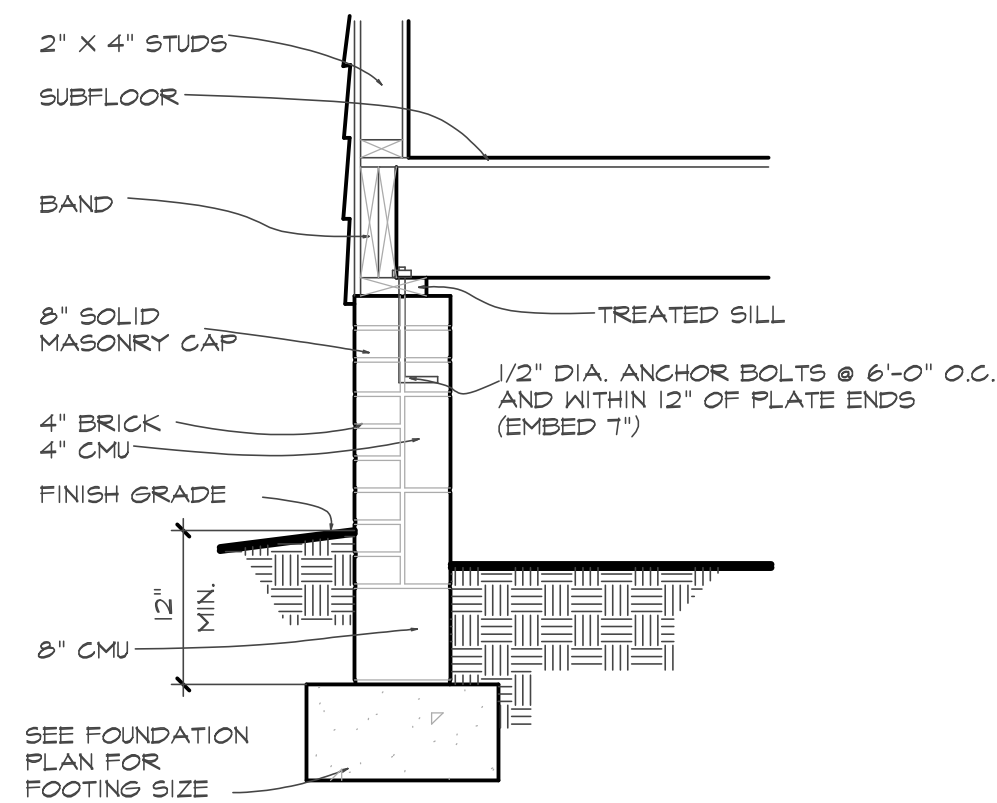 2" X 4" STUDS
SUBFLOOR
BAND
TREATED SILL
8" SOLID
MASONRY CAP
1/2" DIA. ANCHOR BOLTS @ 6'-0" O.C.
AND WITHIN 12" OF PLATE ENDS
(EMBED 7")
4" BRICK
4" CMU
FINISH GRADE
12"
MIN.
8" CMU
SEE FOUNDATION
PLAN FOR
FOOTING SIZE